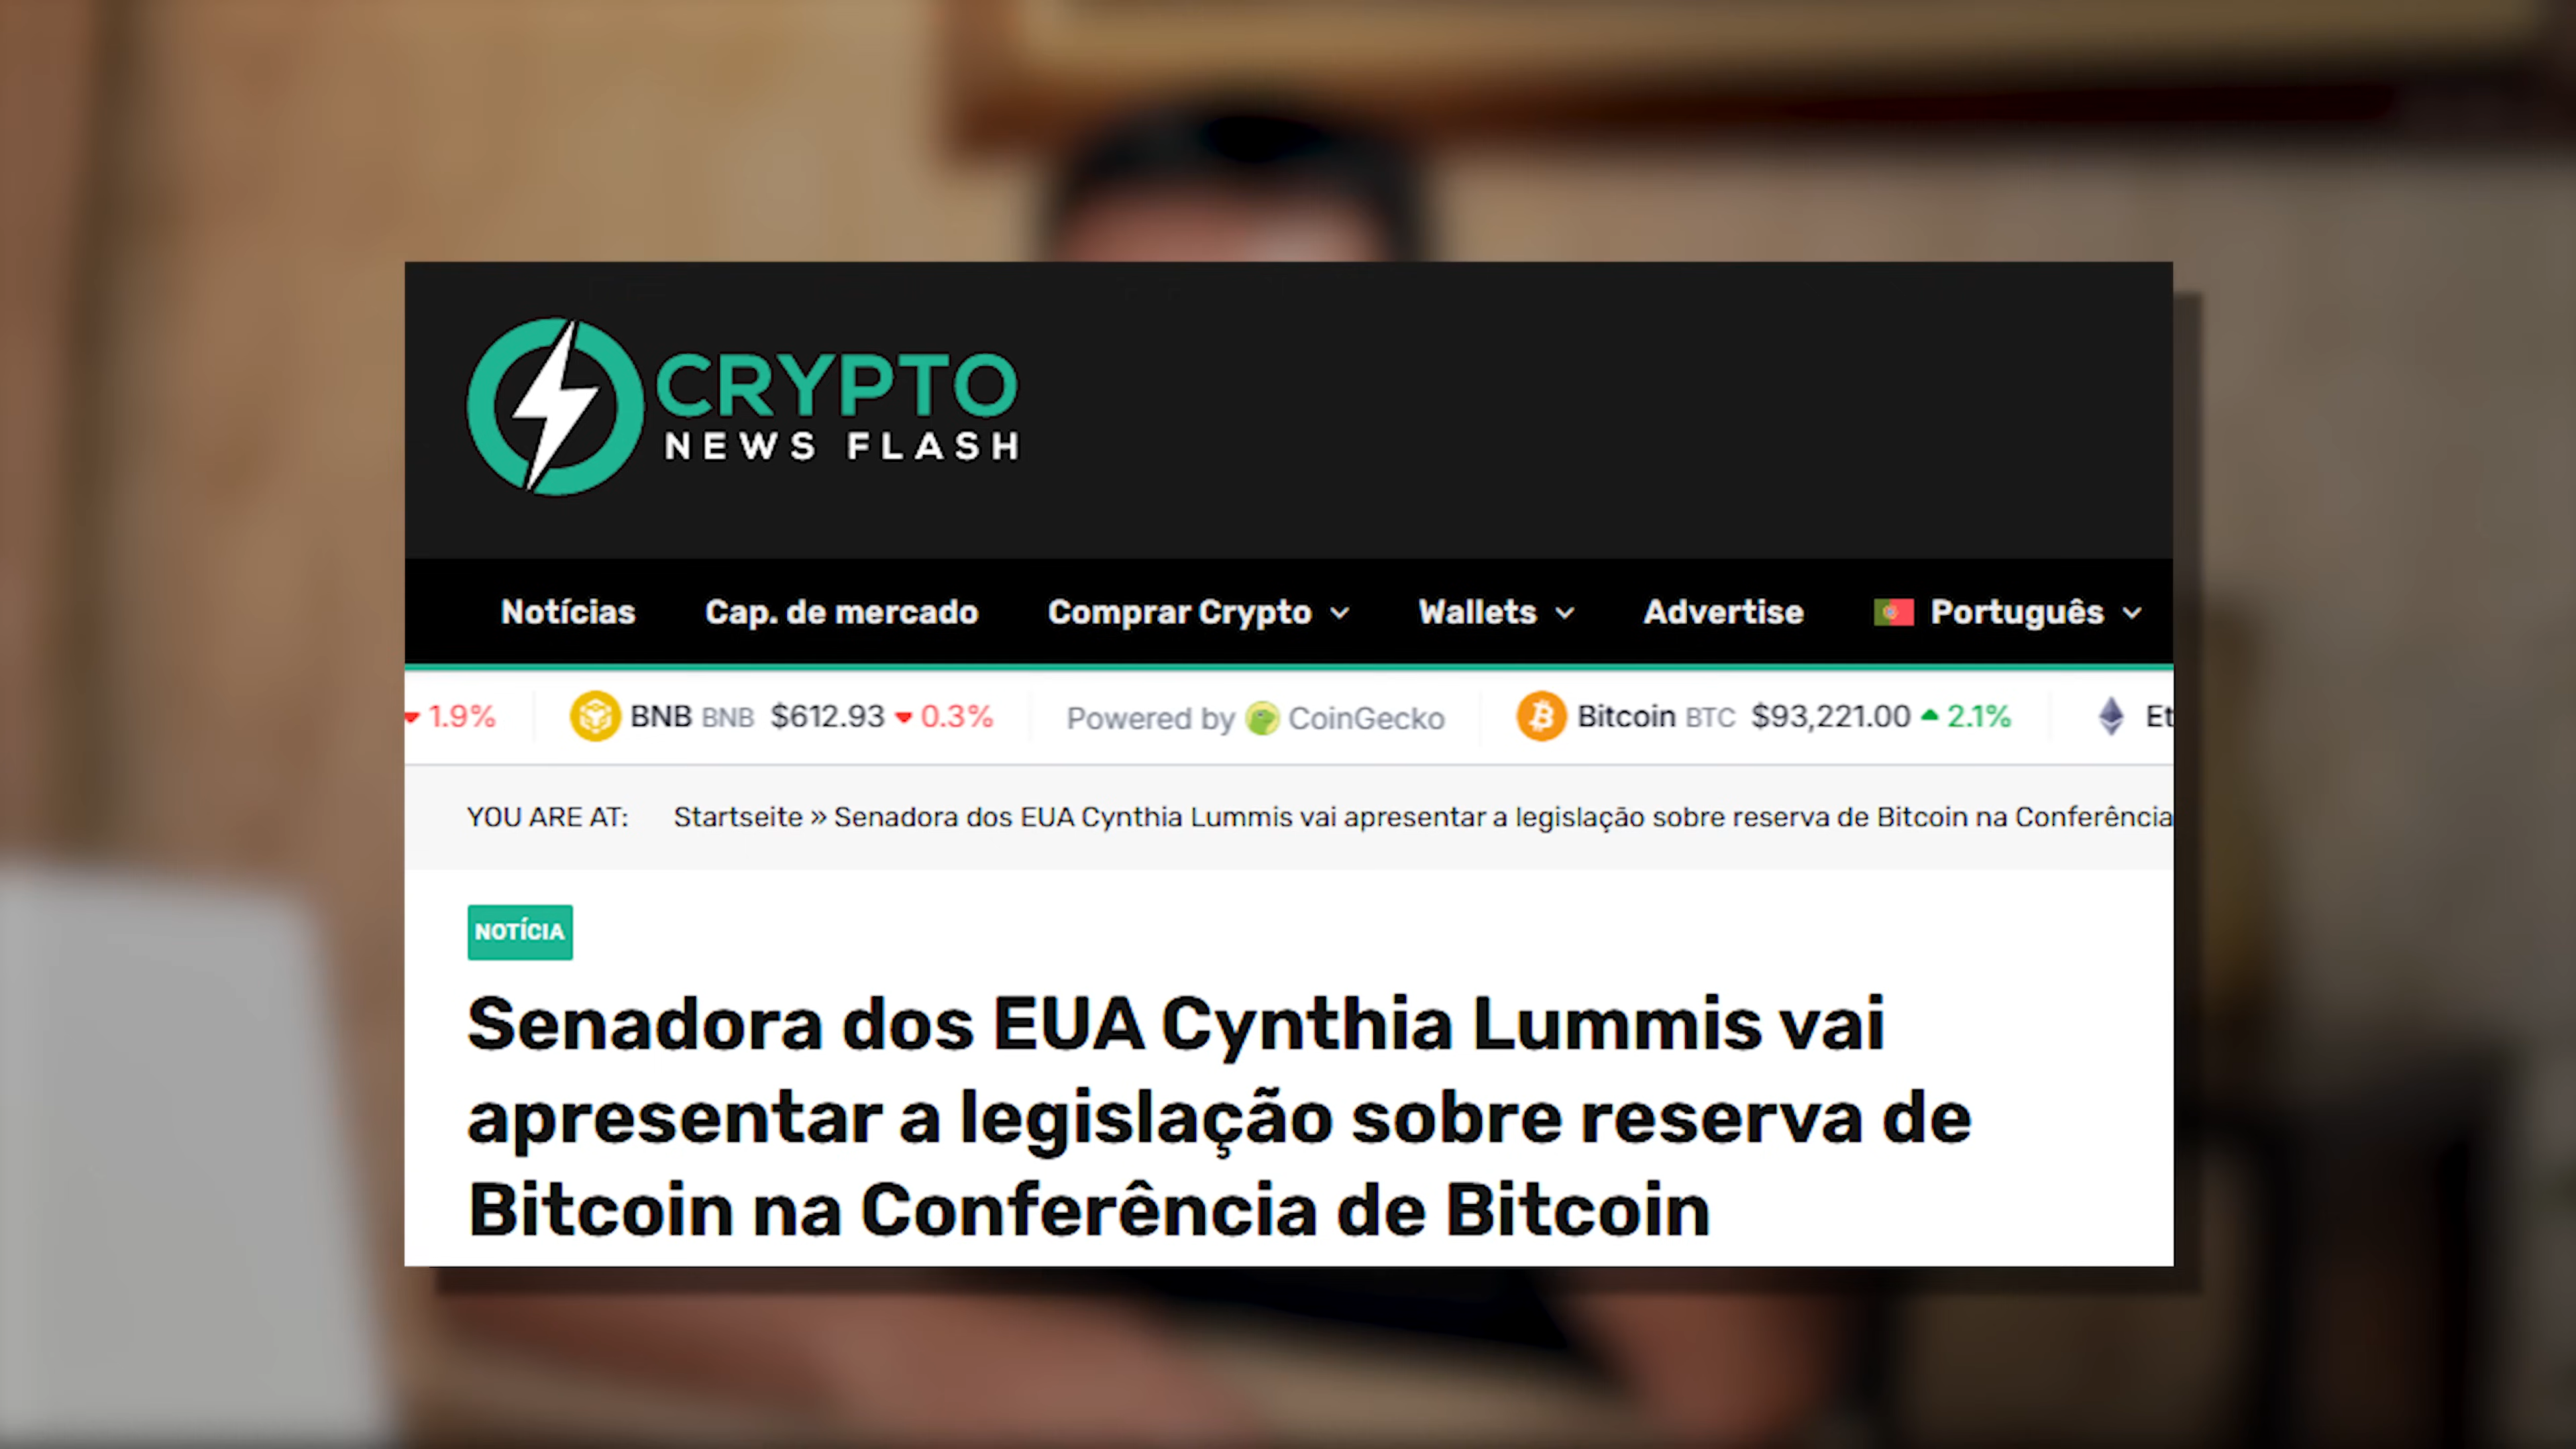 CRYPTO
NEWS FLASH
Notícias Cap. de mercado Comprar Crypto Wallets Advertise Português
1.9% BNB BNB $612.93 0.3% Powered by CoinGecko Bitcoin BTC $93,221.00 2.1% Et
YOU ARE AT: Startseite » Senadora dos EUA Cynthia Lummis vai apresentar a legislação sobre reserva de Bitcoin na Conferência
NOTÍCIA
Senadora dos EUA Cynthia Lummis vai
apresentar a legislação sobre reserva de
Bitcoin na Conferência de Bitcoin